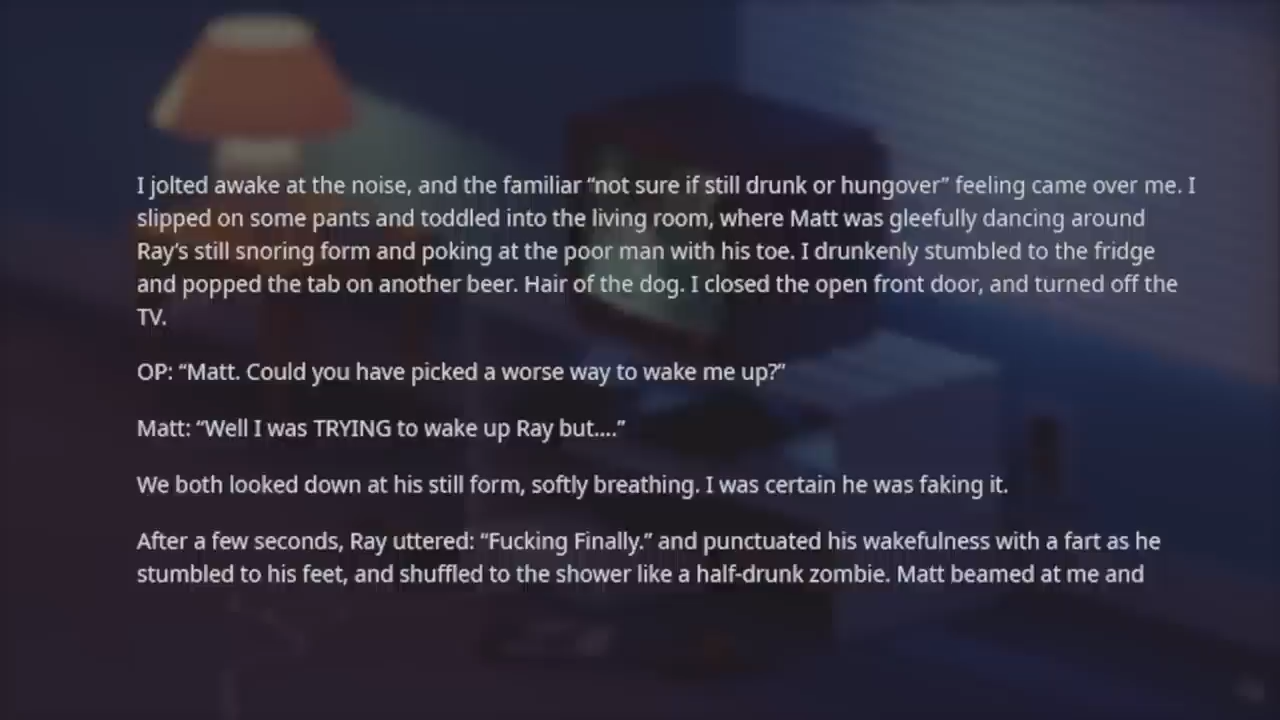 I jolted awake at the noise, and the familiar “not sure if still drunk or hungover” feeling came over me. I
slipped on some pants and toddled into the living room, where Matt was gleefully dancing around
Ray’s still snoring form and poking at the poor man with his toe. I drunkenly stumbled to the fridge
and popped the tab on another beer. Hair of the dog. I closed the open front door, and turned off the
TV.
OP: “Matt. Could you have picked a worse way to wake me up?”
Matt: “Well I was TRYING to wake up Ray but....”
We both looked down at his still form, softly breathing. I was certain he was faking it.
After a few seconds, Ray uttered: “Fucking Finally.” and punctuated his wakefulness with a fart as he
stumbled to his feet, and shuffled to the shower like a half-drunk zombie. Matt beamed at me and